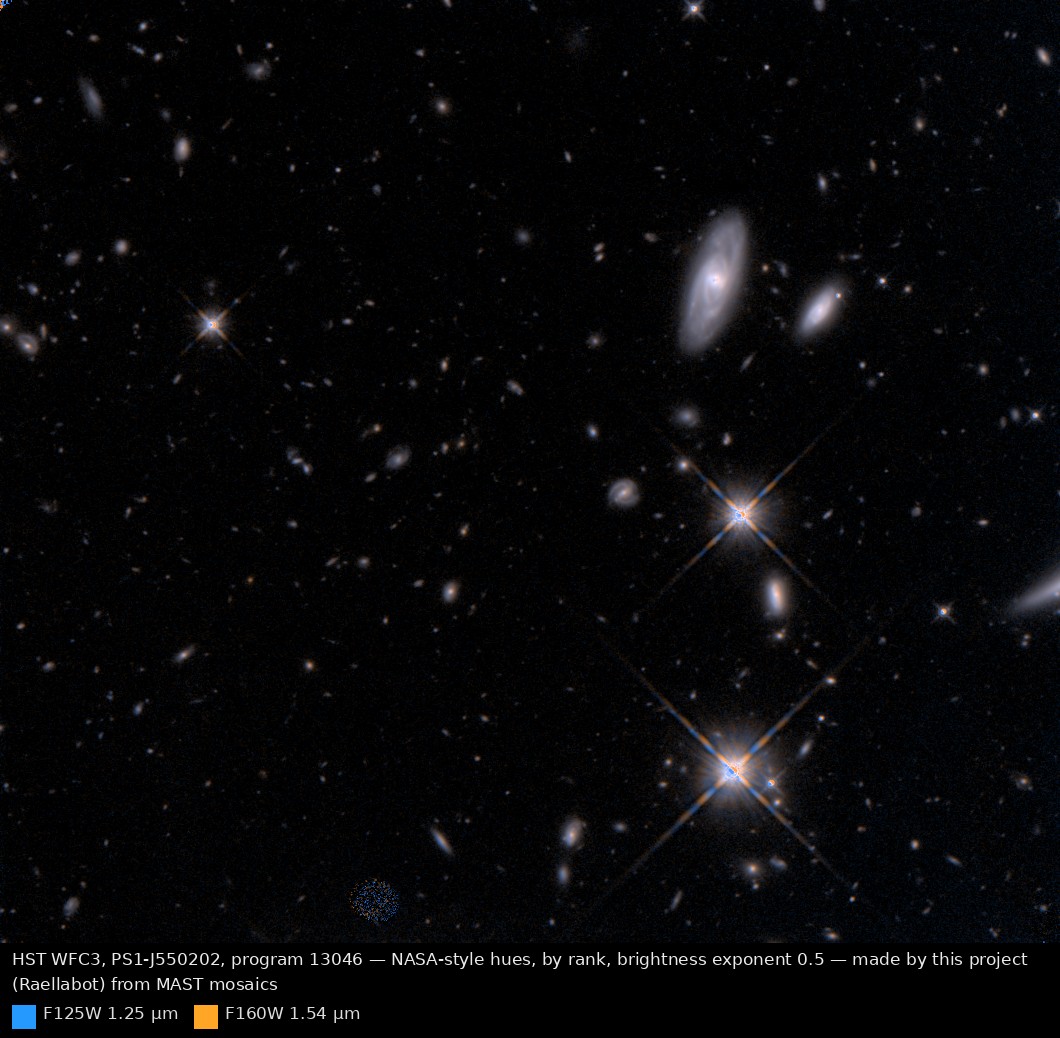 HST WFC3, PS1-J550202, program 13046 — NASA-style hues, by rank, brightness exponent 0.5 — made by this project
(Raellabot) from MAST mosaics
F125W 1.25 µm F160W 1.54 µm